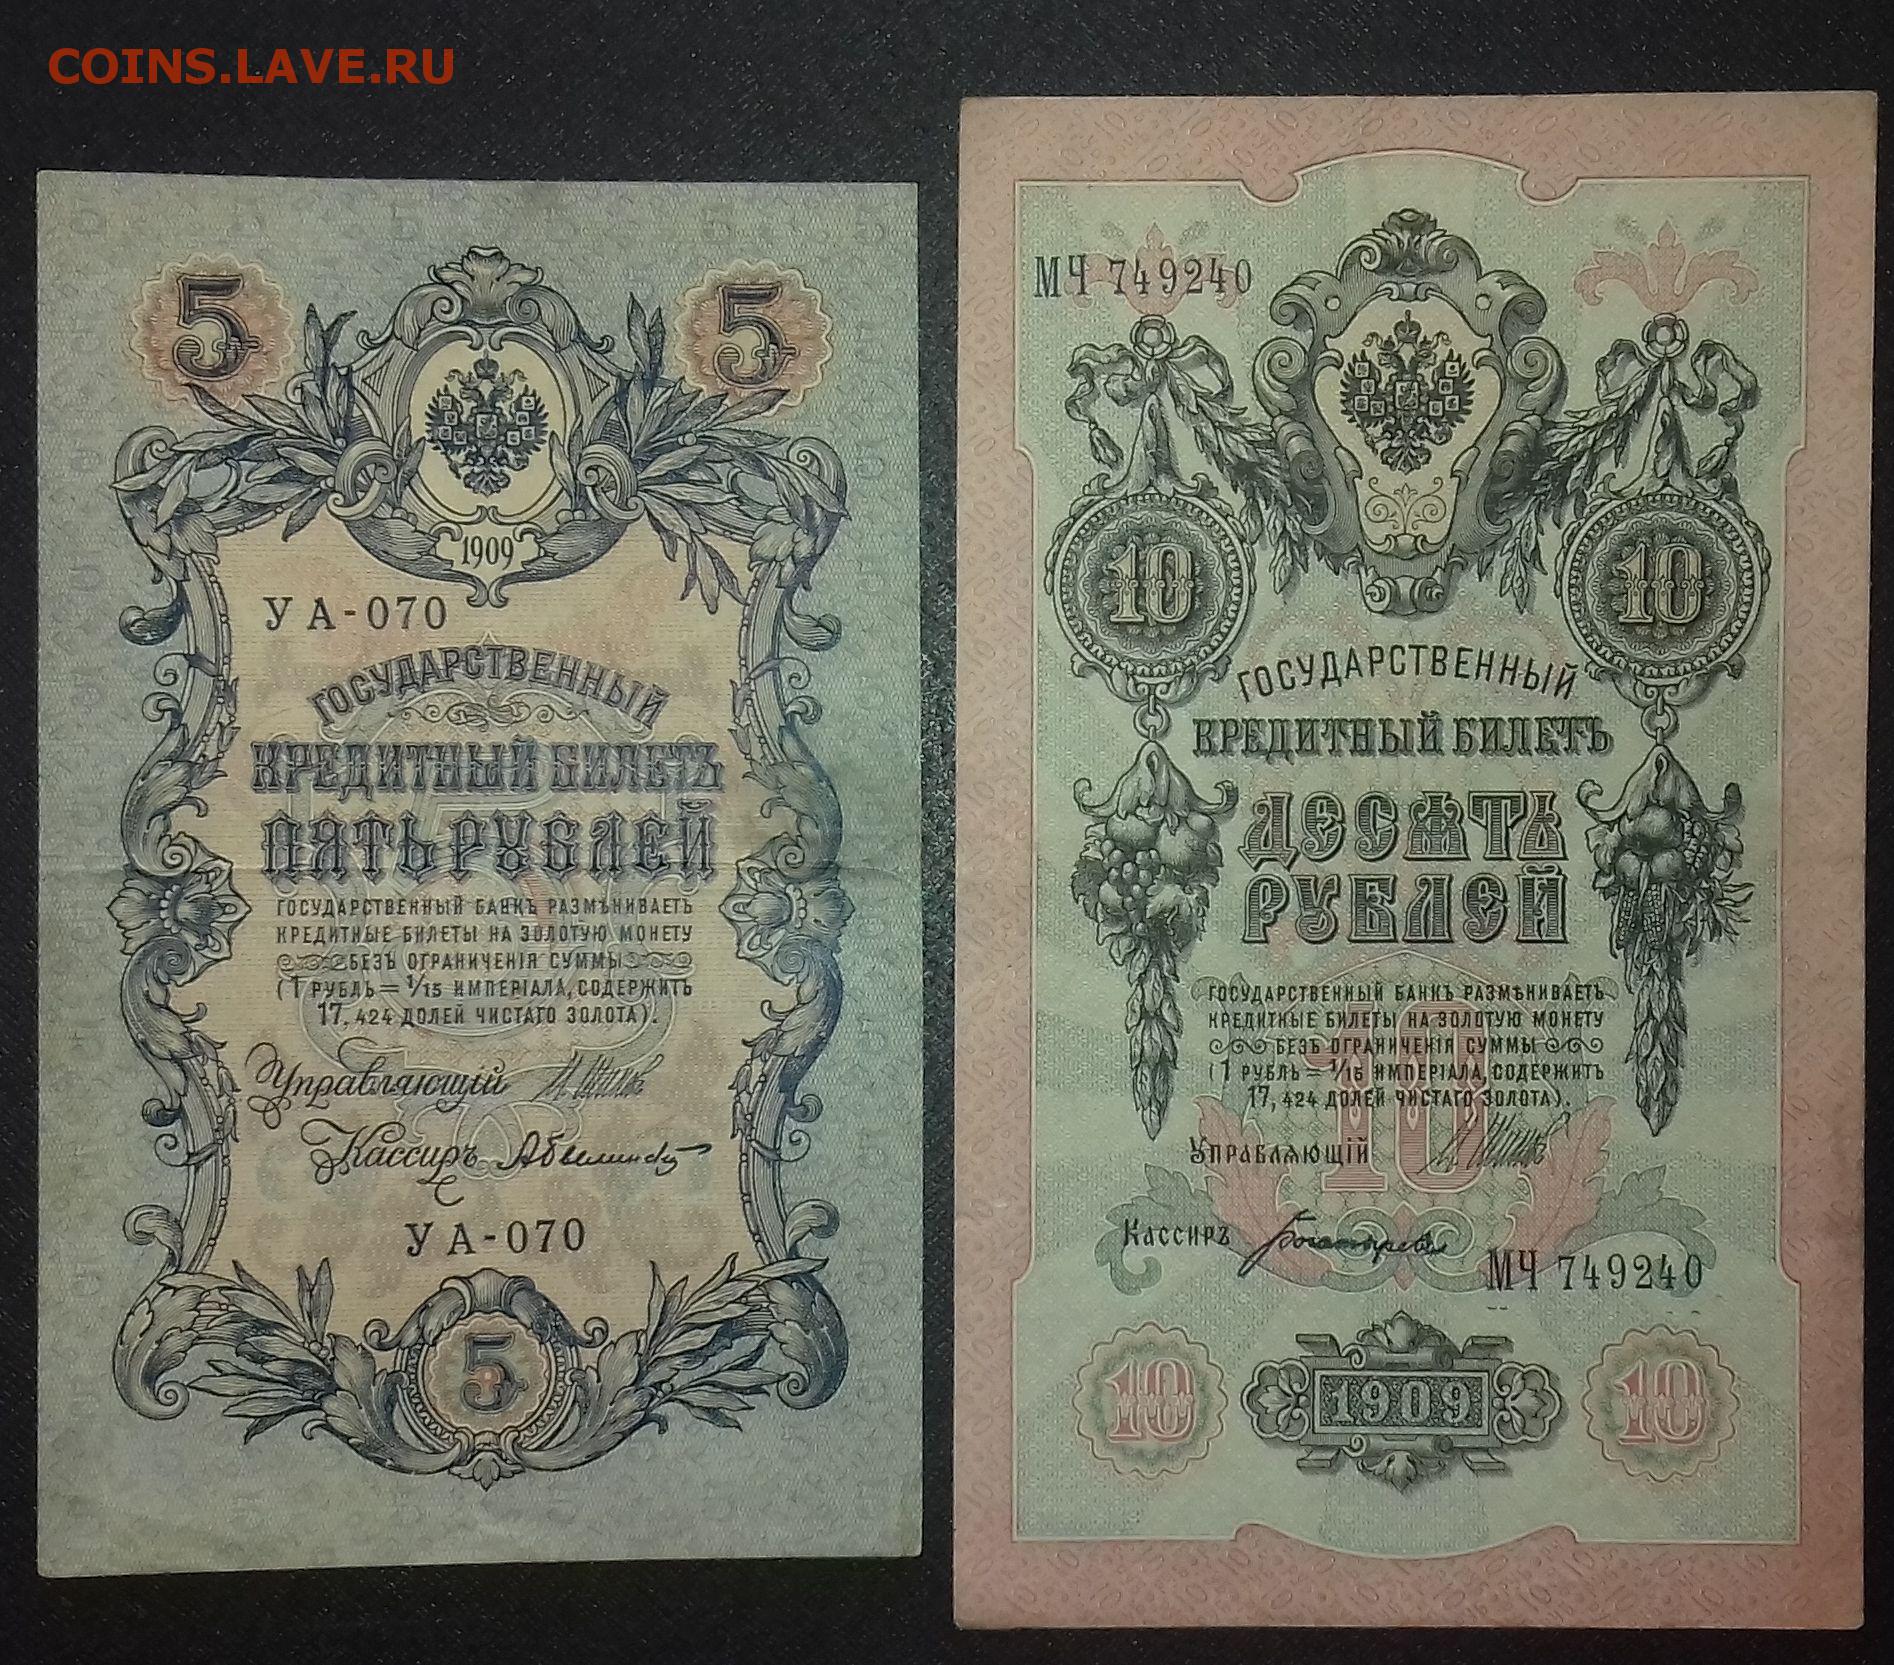 COINS.LAVE.RU
5 5
1909
УА-070
ГОСУДАРСТВЕННЫЙ
КРЕДИТНЫЙ БИЛЕТЪ
ПЯТЬ РУБЛЕЙ
ГОСУДАРСТВЕННЫЙ БАНКЪ РАЗМѢНИВАЕТЪ
КРЕДИТНЫЕ БИЛЕТЫ НА ЗОЛОТУЮ МОНЕТУ
БЕЗЪ ОГРАНИЧЕНІЯ СУММЫ
(1 РУБЛЬ = 1/15 ИМПЕРІАЛА, СОДЕРЖИТЪ
17,424 ДОЛЕЙ ЧИСТАГО ЗОЛОТА).
Управляющій
Кассиръ
УА-070
5
МЧ 749240
10 10
ГОСУДАРСТВЕННЫЙ
КРЕДИТНЫЙ БИЛЕТЪ
ДЕСЯТЬ
РУБЛЕЙ
ГОСУДАРСТВЕННЫЙ БАНКЪ РАЗМѢНИВАЕТЪ
КРЕДИТНЫЕ БИЛЕТЫ НА ЗОЛОТУЮ МОНЕТУ
БЕЗЪ ОГРАНИЧЕНІЯ СУММЫ
(1 РУБЛЬ = 1/15 ИМПЕРІАЛА, СОДЕРЖИТЪ
17,424 ДОЛЕЙ ЧИСТАГО ЗОЛОТА).
10
УПРАВЛЯЮЩІЙ
КАССИРЪ
МЧ 749240
10 1909 10